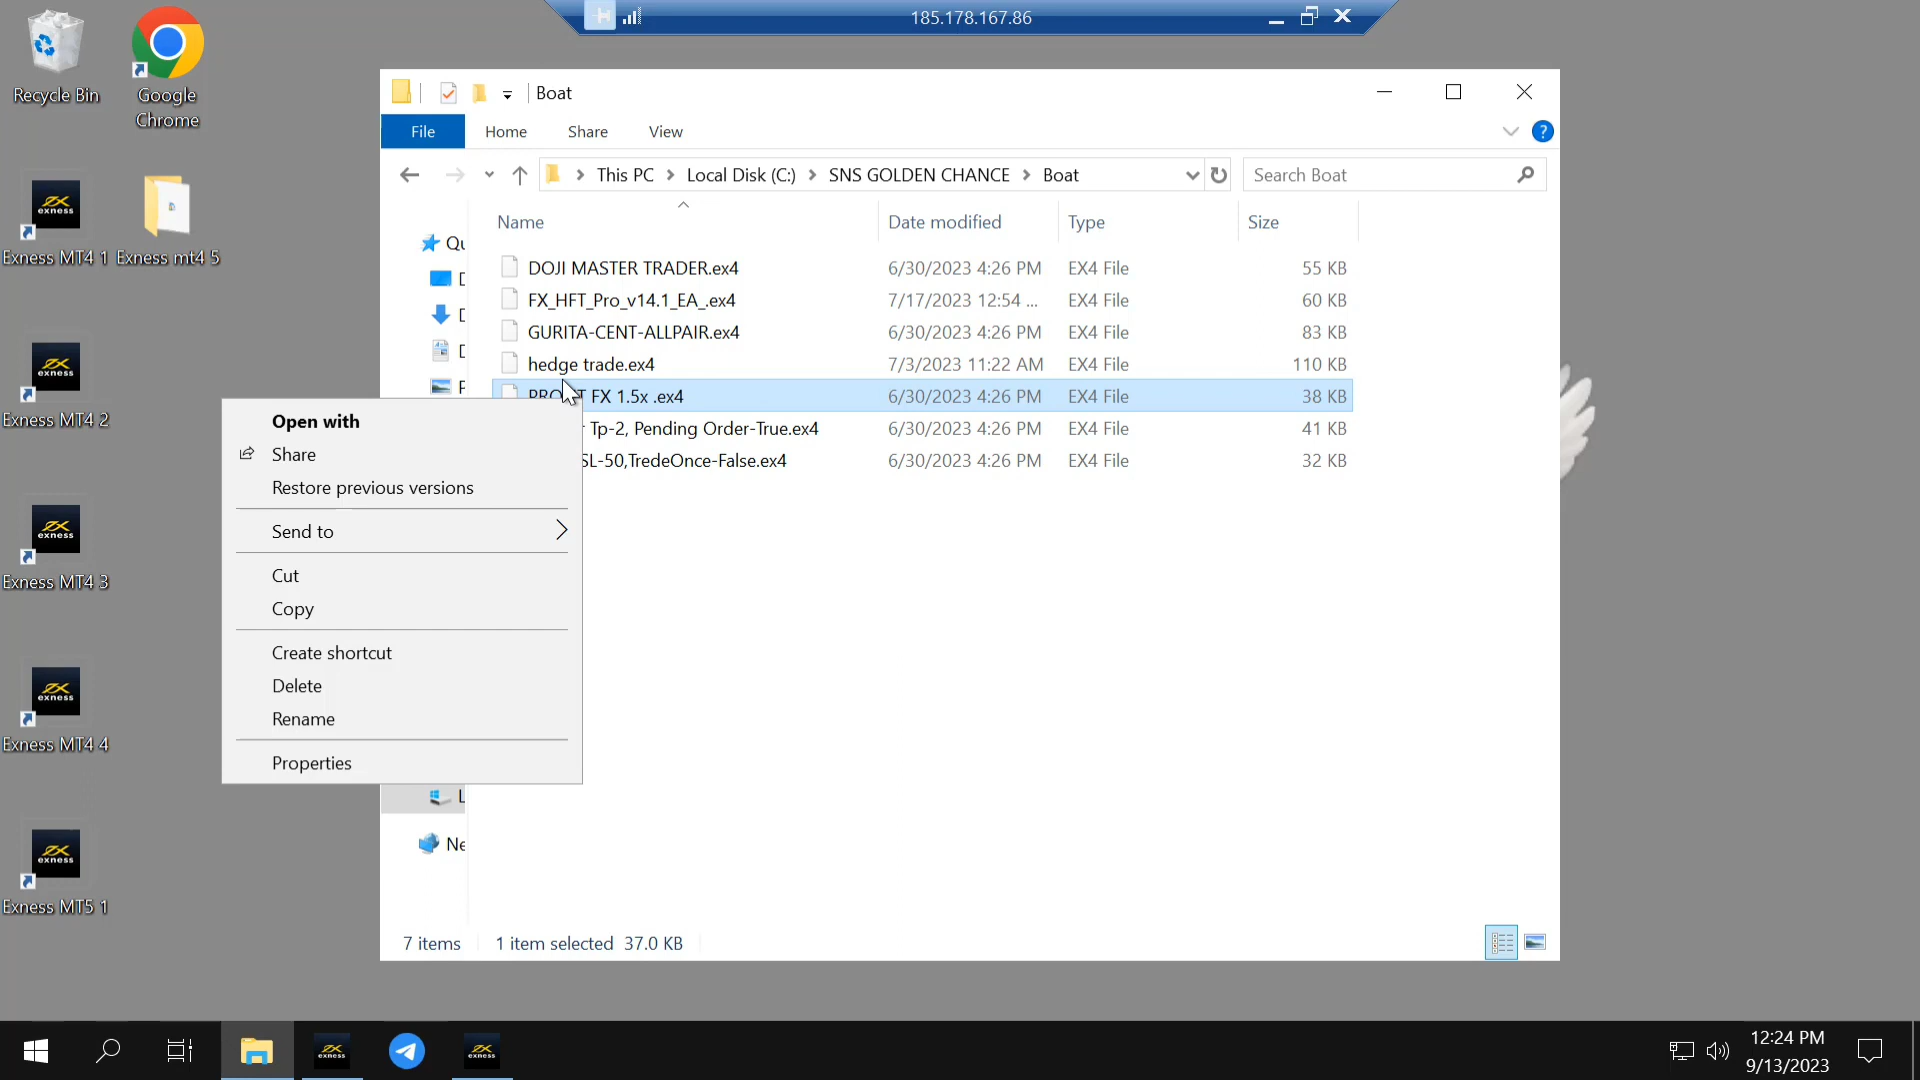 185.178.167.86
Recycle Bin
Google
Chrome
exness
Exness MT4 1
Exness mt4 5
exness
Exness MT4 2
exness
Exness MT4 3
exness
Exness MT4 4
exness
Exness MT5 1
Boat
File Home Share View
?
This PC Local Disk (C:) SNS GOLDEN CHANCE Boat
Search Boat
Name Date modified Type Size
DOJI MASTER TRADER.ex4 6/30/2023 4:26 PM EX4 File 55 KB
FX_HFT_Pro_v14.1_EA_.ex4 7/17/2023 12:54 ... EX4 File 60 KB
GURITA-CENT-ALLPAIR.ex4 6/30/2023 4:26 PM EX4 File 83 KB
hedge trade.ex4 7/3/2023 11:22 AM EX4 File 110 KB
FX 1.5x .ex4 6/30/2023 4:26 PM EX4 File 38 KB
Tp-2, Pending Order-True.ex4 6/30/2023 4:26 PM EX4 File 41 KB
SL-50,TredeOnce-False.ex4 6/30/2023 4:26 PM EX4 File 32 KB
Open with
Share
Restore previous versions
Send to
Cut
Copy
Create shortcut
Delete
Rename
Properties
7 items 1 item selected 37.0 KB
exness
exness
12:24 PM
9/13/2023